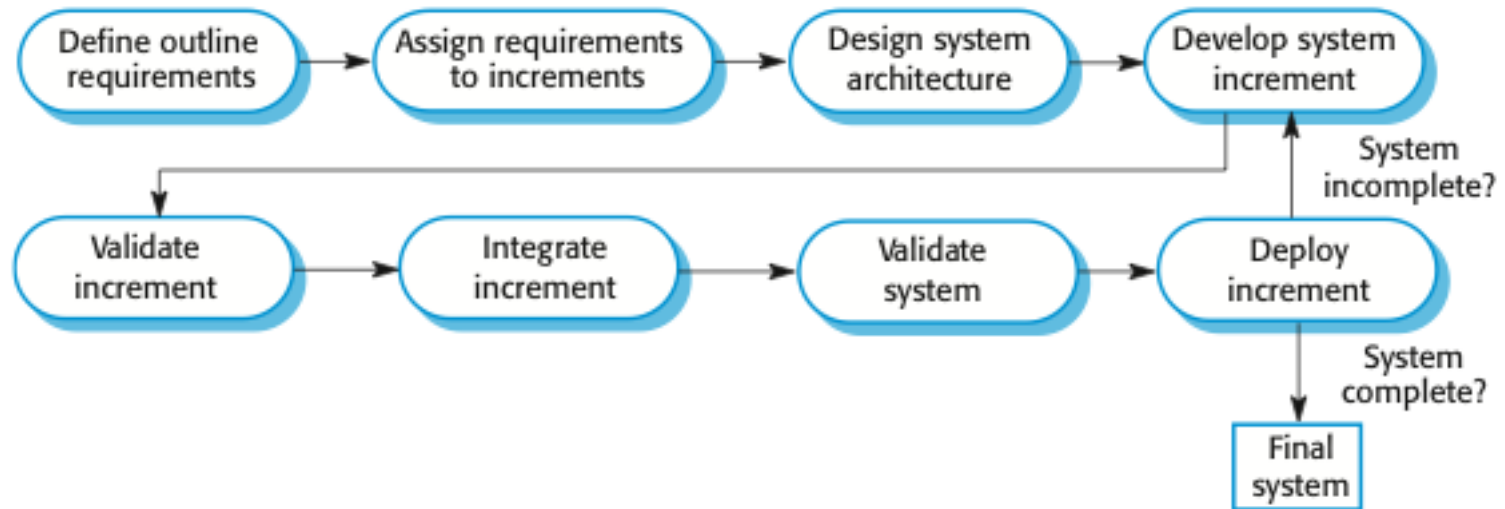 Define outline
requirements
Assign requirements
to increments
Design system
architecture
Develop system
increment
System
incomplete?
Validate
increment
Integrate
increment
Validate
system
Deploy
increment
System
complete?
Final
system